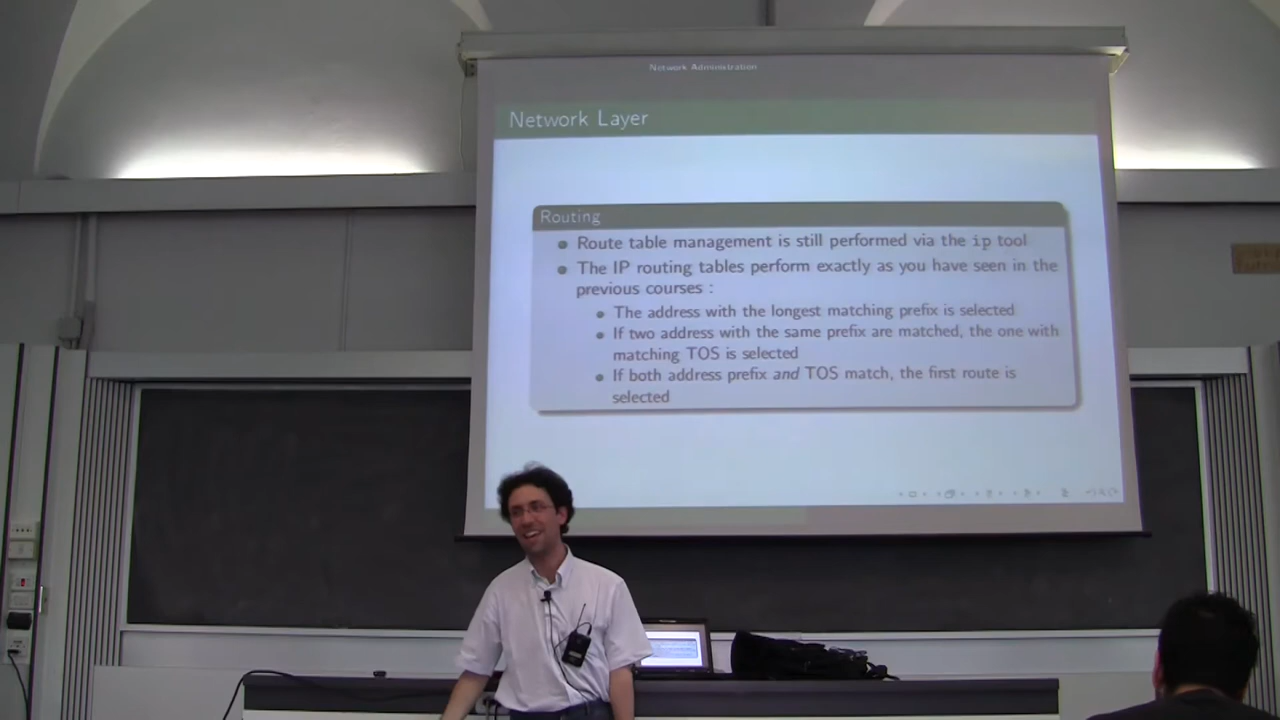 Network Administration
Network Layer
Routing
Route table management is still performed via the ip tool
The IP routing tables perform exactly as you have seen in the
previous courses :
The address with the longest matching prefix is selected
If two address with the same prefix are matched, the one with
matching TOS is selected
If both address prefix and TOS match, the first route is
selected